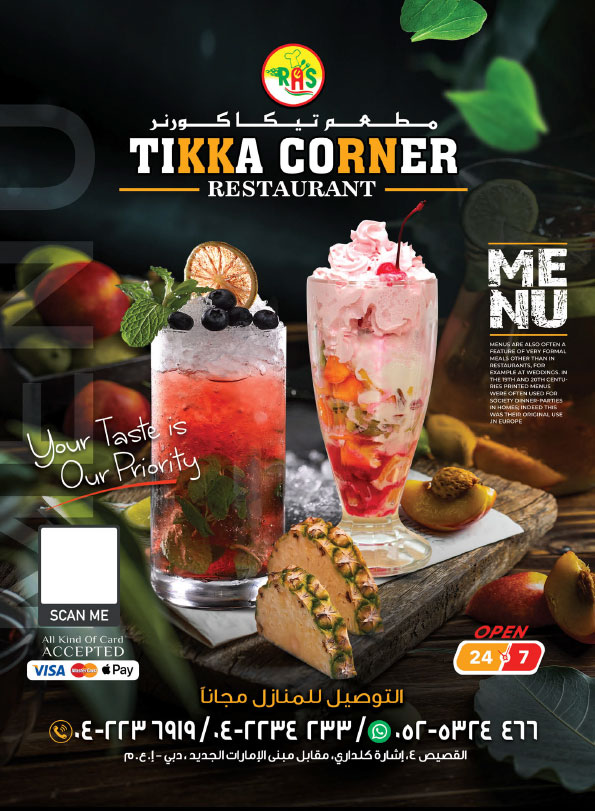 RAS
مطعم تيكا كورنر
TIKKA CORNER
RESTAURANT
MENU
ME
NU
MENUS ARE ALSO OFTEN A
FEATURE OF VERY FORMAL
MEALS OTHER THAN IN
RESTAURANTS, FOR
EXAMPLE AT WEDDINGS. IN
THE 19TH AND 20TH CENTU-
RIES PRINTED MENUS
WERE OFTEN USED FOR
SOCIETY DINNER-PARTIES
IN HOMES; INDEED THIS
WAS THEIR ORIGINAL USE
IN EUROPE
Your Taste is
Our Priority
SCAN ME
All Kind Of Card
ACCEPTED
VISA MasterCard Pay
OPEN
24 7
التوصيل للمنازل مجاناً
٠٤-٢٢٣ ٦٩١٩ / ٠٤-٢٢٣٤ ٢٣٣ / ٠٥٢-٥٣٢٤ ٤٦٦
القصيص ٤، إشارة كلداري، مقابل مبنى الإمارات الجديد ، دبي - إ.ع.م